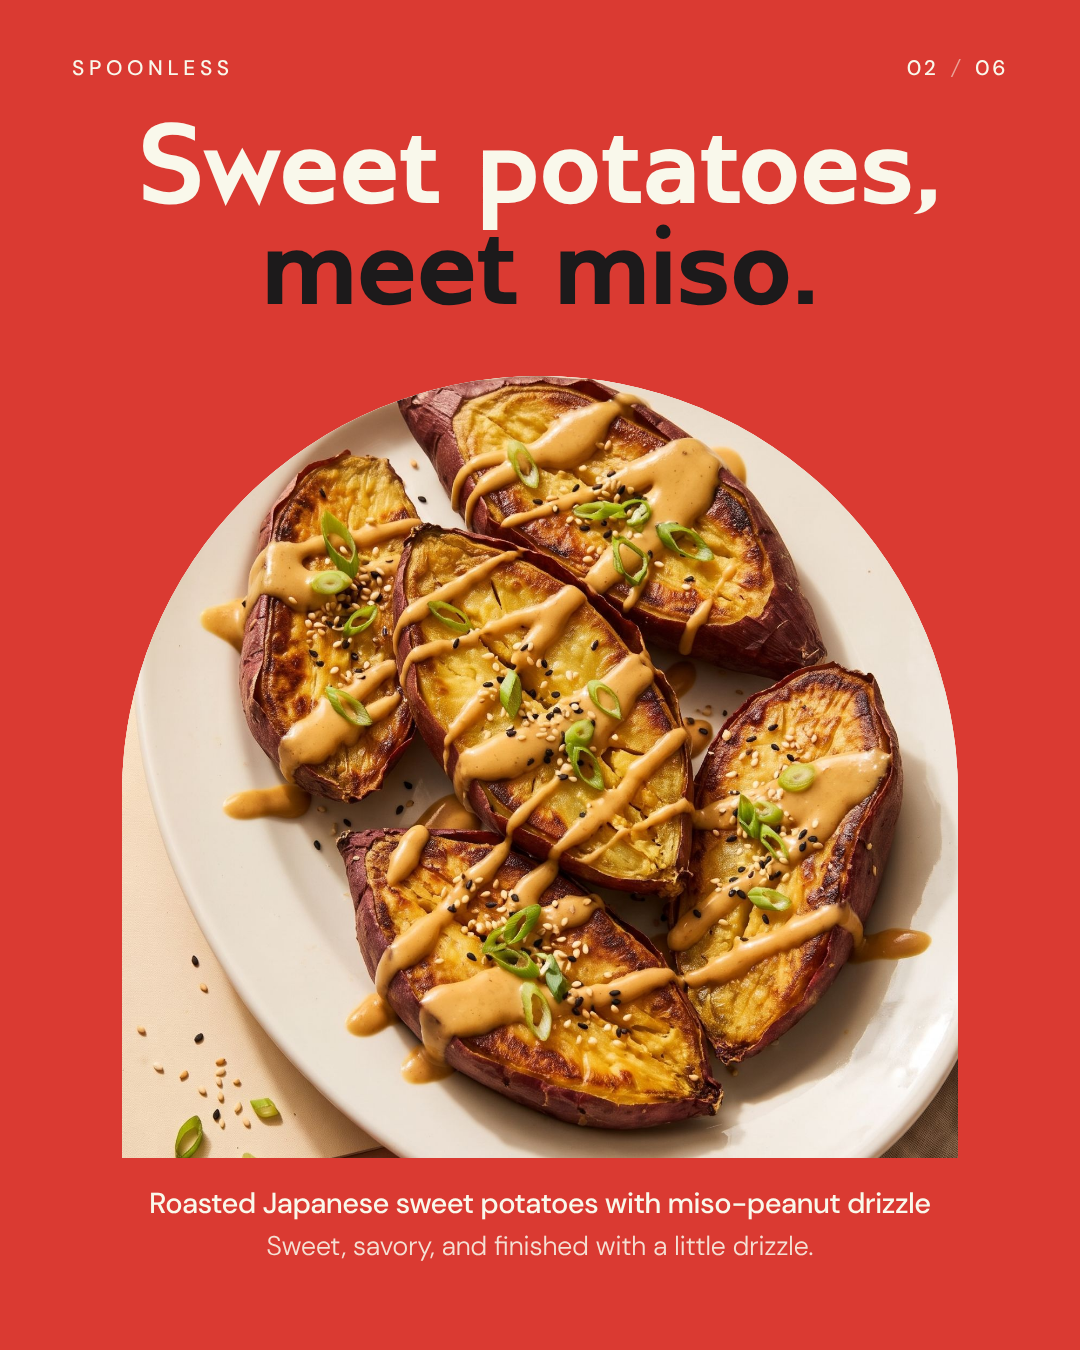 SPOONLESS
02 / 06
Sweet potatoes,
meet miso.
Roasted Japanese sweet potatoes with miso-peanut drizzle
Sweet, savory, and finished with a little drizzle.